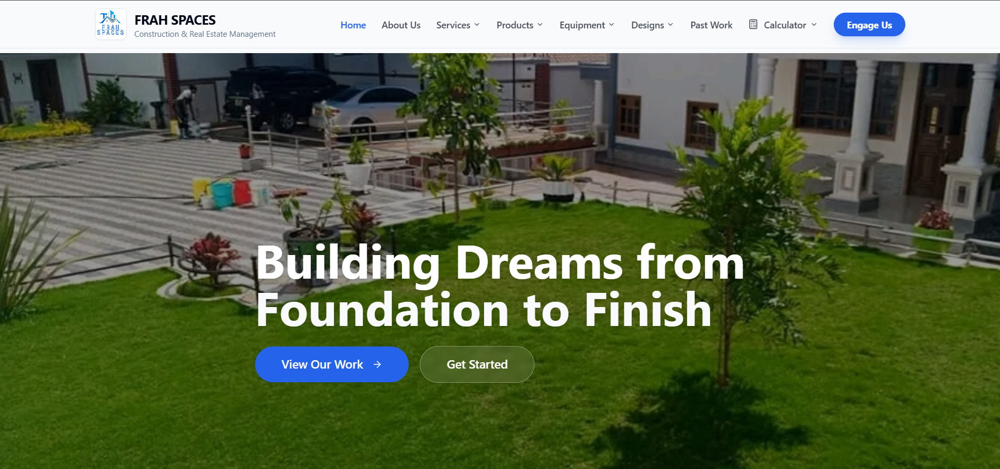 FRAH
SPACES
FRAH SPACES
Construction & Real Estate Management
Home
About Us
Services
Products
Equipment
Designs
Past Work
Calculator
Engage Us
Building Dreams from
Foundation to Finish
View Our Work →
Get Started